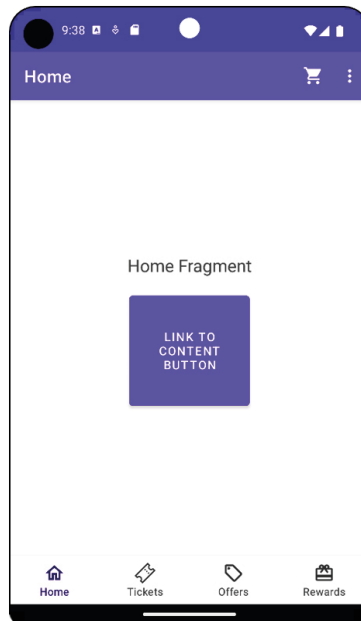 9:38
Home
Home Fragment
LINK TO
CONTENT
BUTTON
Home
Tickets
Offers
Rewards